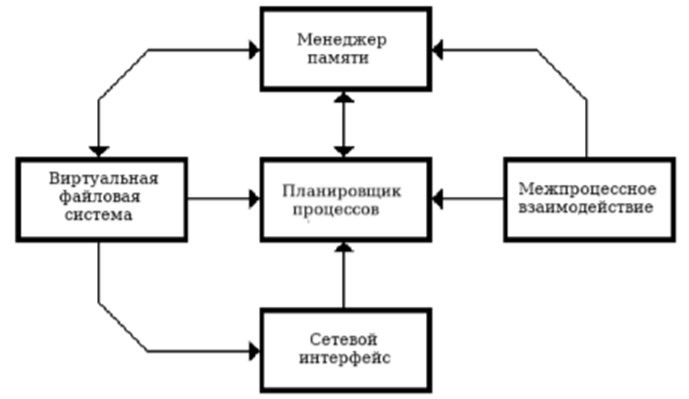 Менеджер
памяти
Виртуальная
файловая
система
Планировщик
процессов
Межпроцессное
взаимодействие
Сетевой
интерфейс